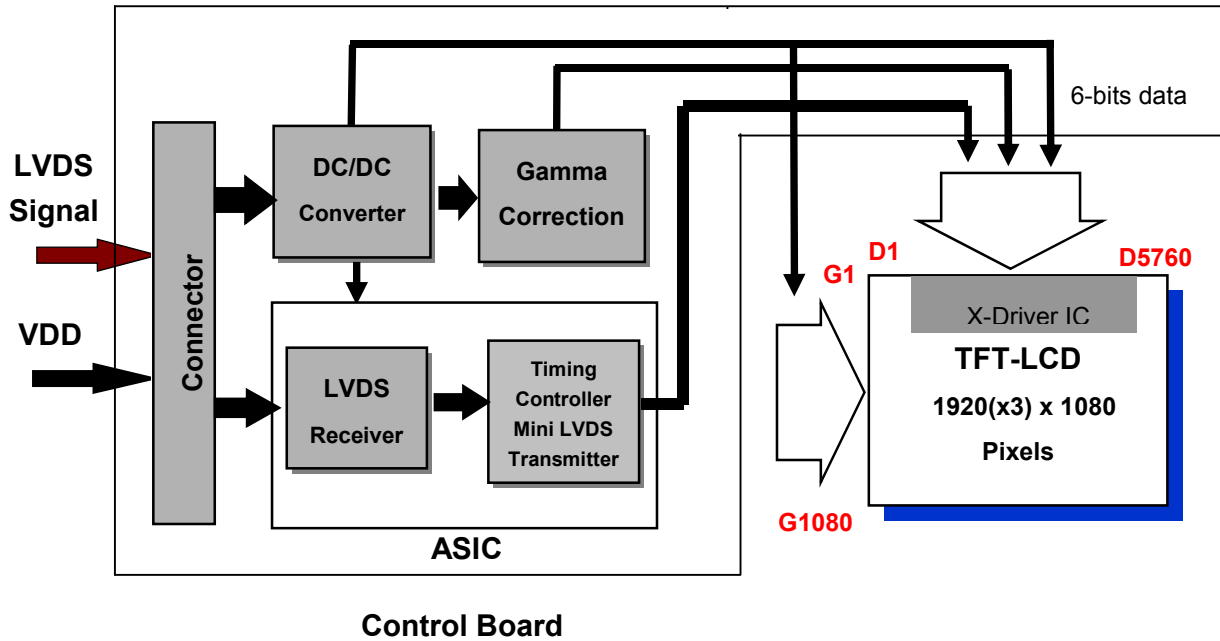 6-bits data
LVDS
Signal
VDD
Connector
DC/DC
Converter
Gamma
Correction
LVDS
Receiver
Timing
Controller
Mini LVDS
Transmitter
ASIC
G1
D1
D5760
G1080
X-Driver IC
TFT-LCD
1920(x3) x 1080
Pixels
Control Board